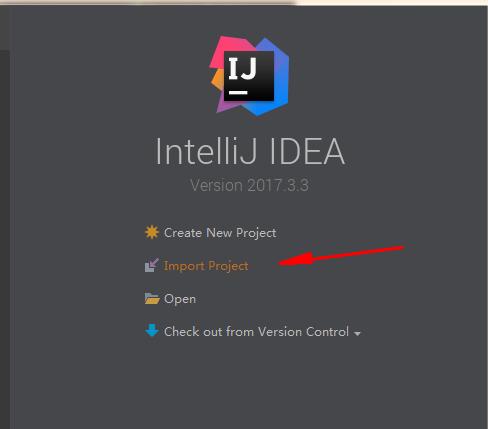 IJ
IntelliJ IDEA
Version 2017.3.3
Create New Project
Import Project
Open
Check out from Version Control